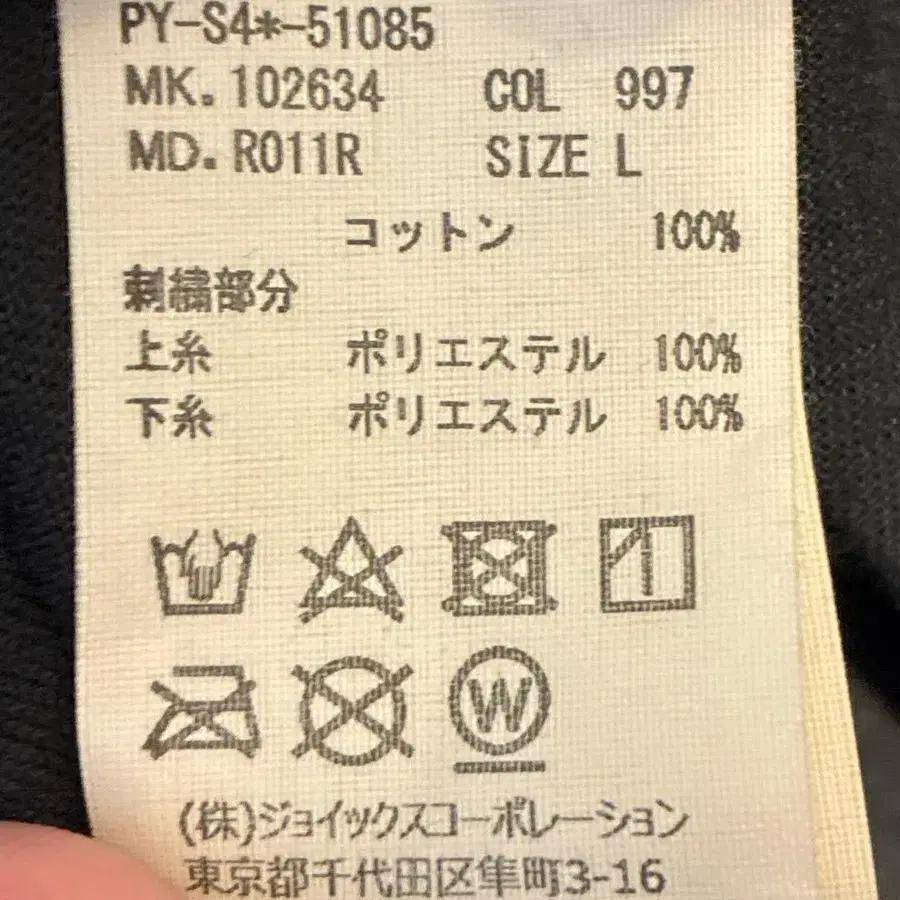 PY-S4*-51085
MK.102634 COL 997
MD.R011R SIZE L
コットン 100%
刺繍部分
上糸 ポリエステル 100%
下糸 ポリエステル 100%
W
(株)ジョイックスコーポレーション
東京都千代田区隼町3-16